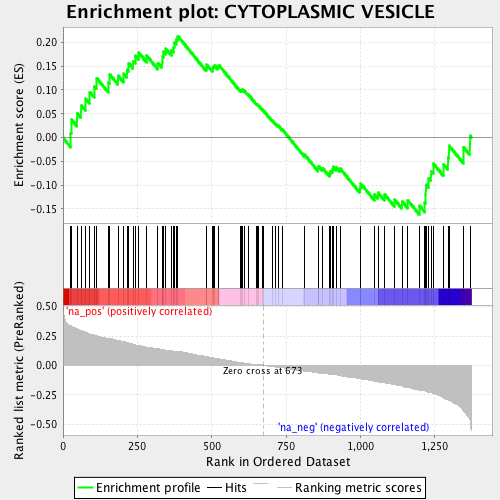 Enrichment plot: CYTOPLASMIC VESICLE
Enrichment score (ES)
0.20
0.15
0.10
0.05
0.00
-0.05
-0.10
-0.15
'na_pos' (positively correlated)
Ranked list metric (PreRanked)
0.50
0.25
0.00
-0.25
-0.50
Zero cross at 673
'na_neg' (negatively correlated)
0
250
500
750
1,000
1,250
Rank in Ordered Dataset
Enrichment profile
Hits
Ranking metric scores